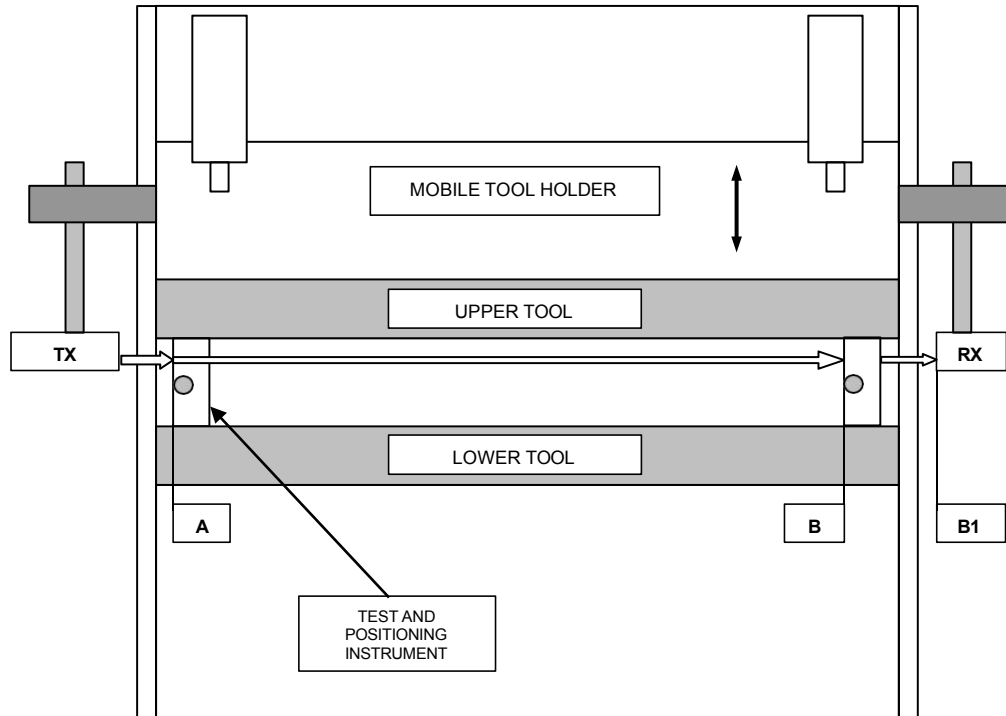 MOBILE TOOL HOLDER
UPPER TOOL
TX
RX
LOWER TOOL
A
B
B1
TEST AND
POSITIONING
INSTRUMENT